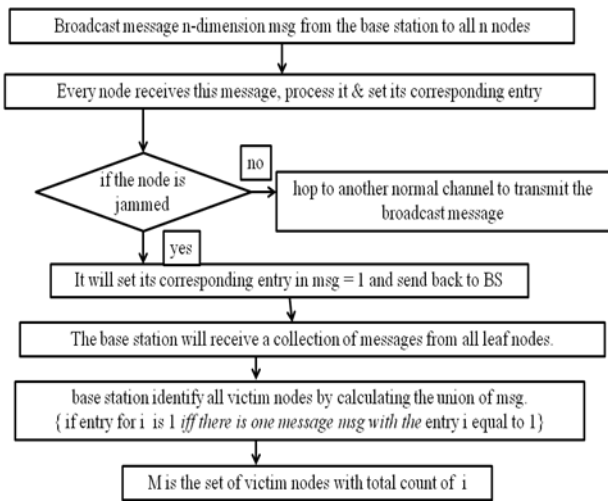 Broadcast message n-dimension msg from the base station to all n nodes
Every node receives this message, process it & set its corresponding entry
if the node is
jammed
no
hop to another normal channel to transmit the
broadcast message
yes
It will set its corresponding entry in msg = 1 and send back to BS
The base station will receive a collection of messages from all leaf nodes.
base station identify all victim nodes by calculating the union of msg.
{ if entry for i is 1 iff there is one message msg with the entry i equal to 1}
M is the set of victim nodes with total count of i